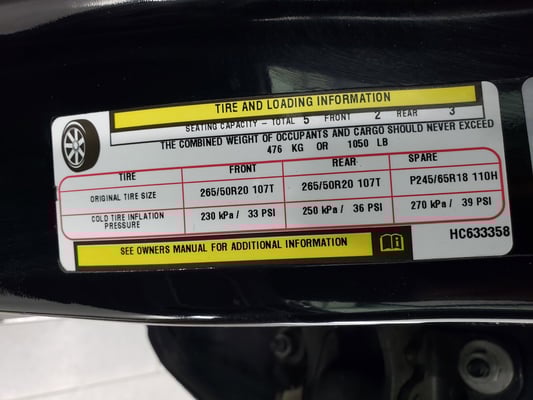 TIRE AND LOADING INFORMATION
SEATING CAPACITY - TOTAL 5 FRONT 2 REAR 3
THE COMBINED WEIGHT OF OCCUPANTS AND CARGO SHOULD NEVER EXCEED
476 KG OR 1050 LB
TIRE FRONT REAR SPARE
ORIGINAL TIRE SIZE 265/50R20 107T 265/50R20 107T P245/65R18 110H
COLD TIRE INFLATION PRESSURE 230 kPa / 33 PSI 250 kPa / 36 PSI 270 kPa / 39 PSI
SEE OWNERS MANUAL FOR ADDITIONAL INFORMATION
HC633358